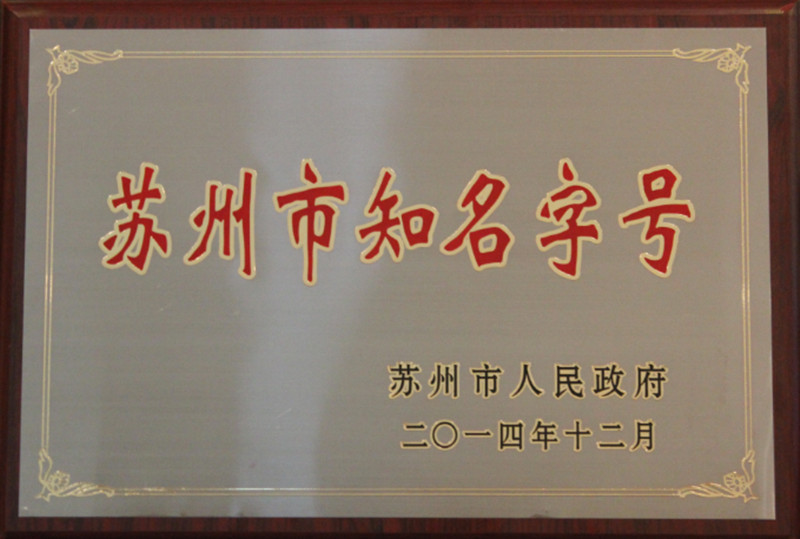 苏州市知名字号
苏州市人民政府
二〇一四年十二月